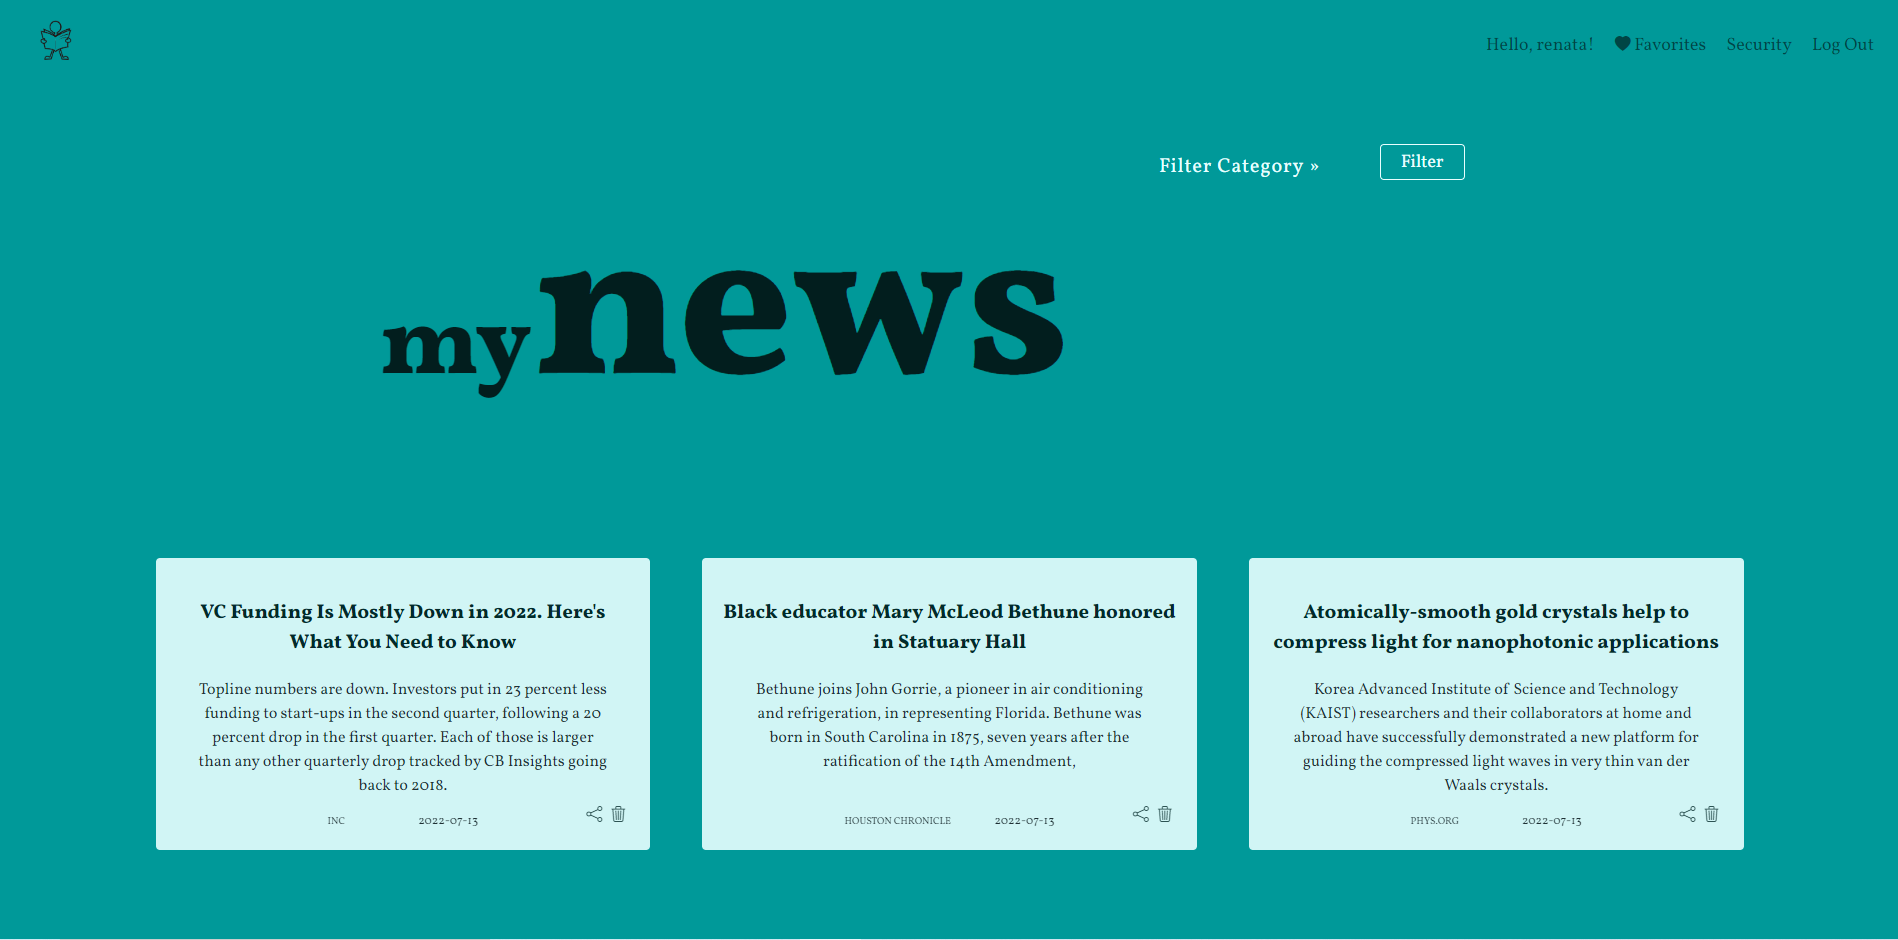 Hello, renata! Favorites Security Log Out
Filter Category » Filter
mynews
VC Funding Is Mostly Down in 2022. Here's
What You Need to Know
Topline numbers are down. Investors put in 23 percent less
funding to start-ups in the second quarter, following a 20
percent drop in the first quarter. Each of those is larger
than any other quarterly drop tracked by CB Insights going
back to 2018.
INC 2022-07-13
Black educator Mary McLeod Bethune honored
in Statuary Hall
Bethune joins John Gorrie, a pioneer in air conditioning
and refrigeration, in representing Florida. Bethune was
born in South Carolina in 1875, seven years after the
ratification of the 14th Amendment,
HOUSTON CHRONICLE 2022-07-13
Atomically-smooth gold crystals help to
compress light for nanophotonic applications
Korea Advanced Institute of Science and Technology
(KAIST) researchers and their collaborators at home and
abroad have successfully demonstrated a new platform for
guiding the compressed light waves in very thin van der
Waals crystals.
PHYS.ORG 2022-07-13